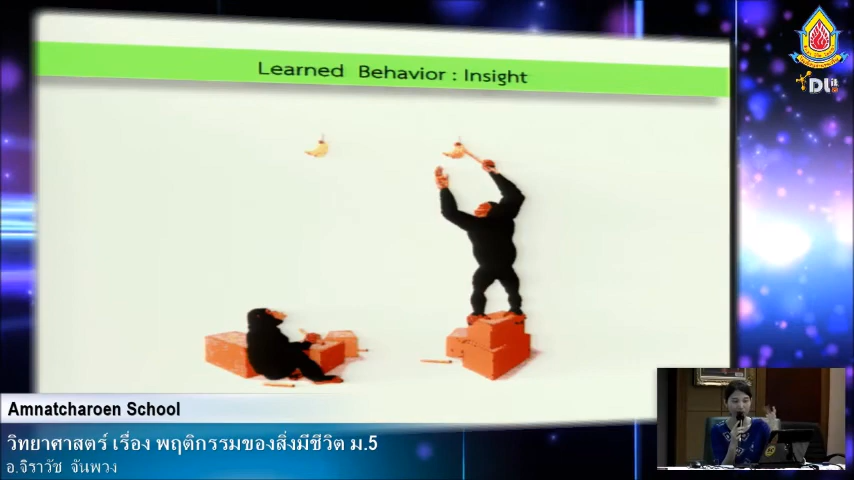 Learned Behavior : Insight
DLit
Amnatcharoen School
วิทยาศาสตร์ เรื่อง พฤติกรรมของสิ่งมีชีวิต ม.5
อ.จิราวัช จันพวง